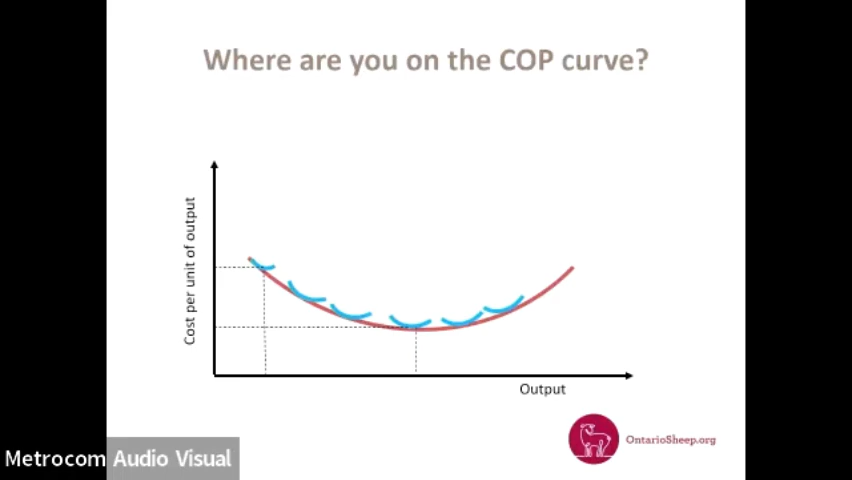 Where are you on the COP curve?
Cost per unit of output
Output
OntarioSheep.org
Metrocom Audio Visual